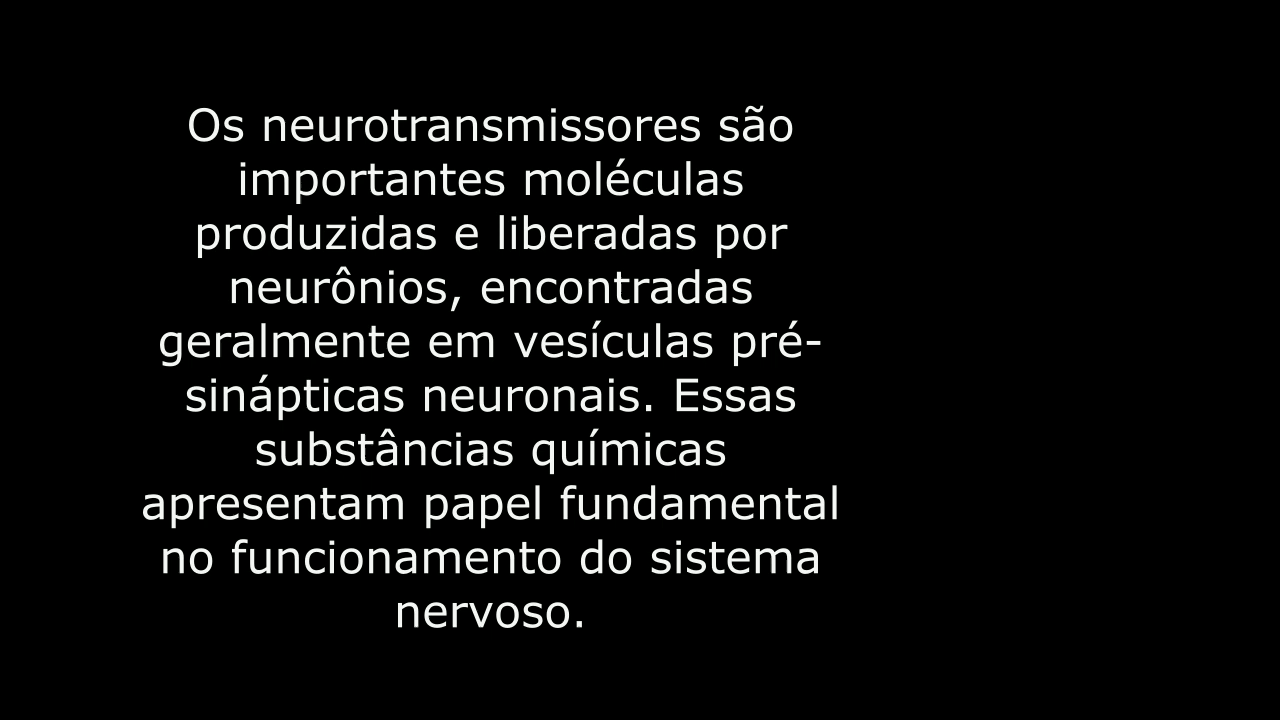 Os neurotransmissores são
importantes moléculas
produzidas e liberadas por
neurônios, encontradas
geralmente em vesículas pré-
sinápticas neuronais. Essas
substâncias químicas
apresentam papel fundamental
no funcionamento do sistema
nervoso.